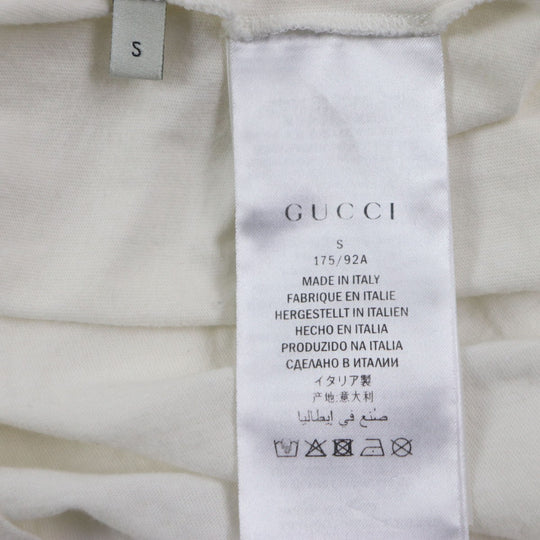 S
GUCCI
S
175/92A
MADE IN ITALY
FABRIQUE EN ITALIE
HERGESTELLT IN ITALIEN
HECHO EN ITALIA
PRODUZIDO NA ITALIA
СДЕЛАНО В ИТАЛИИ
イタリア製
产地:意大利
صُنع في إيطاليا